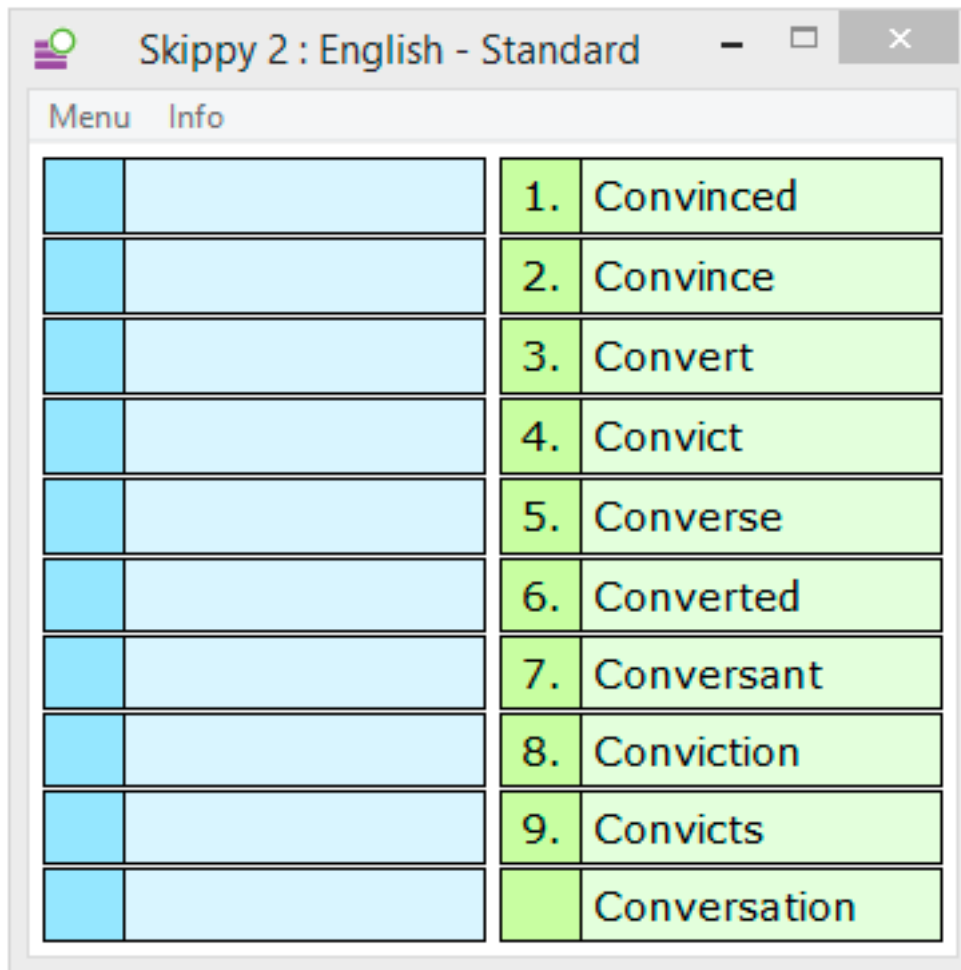 Skippy 2 : English - Standard
Menu Info
1. Convinced
2. Convince
3. Convert
4. Convict
5. Converse
6. Converted
7. Conversant
8. Conviction
9. Convicts
Conversation